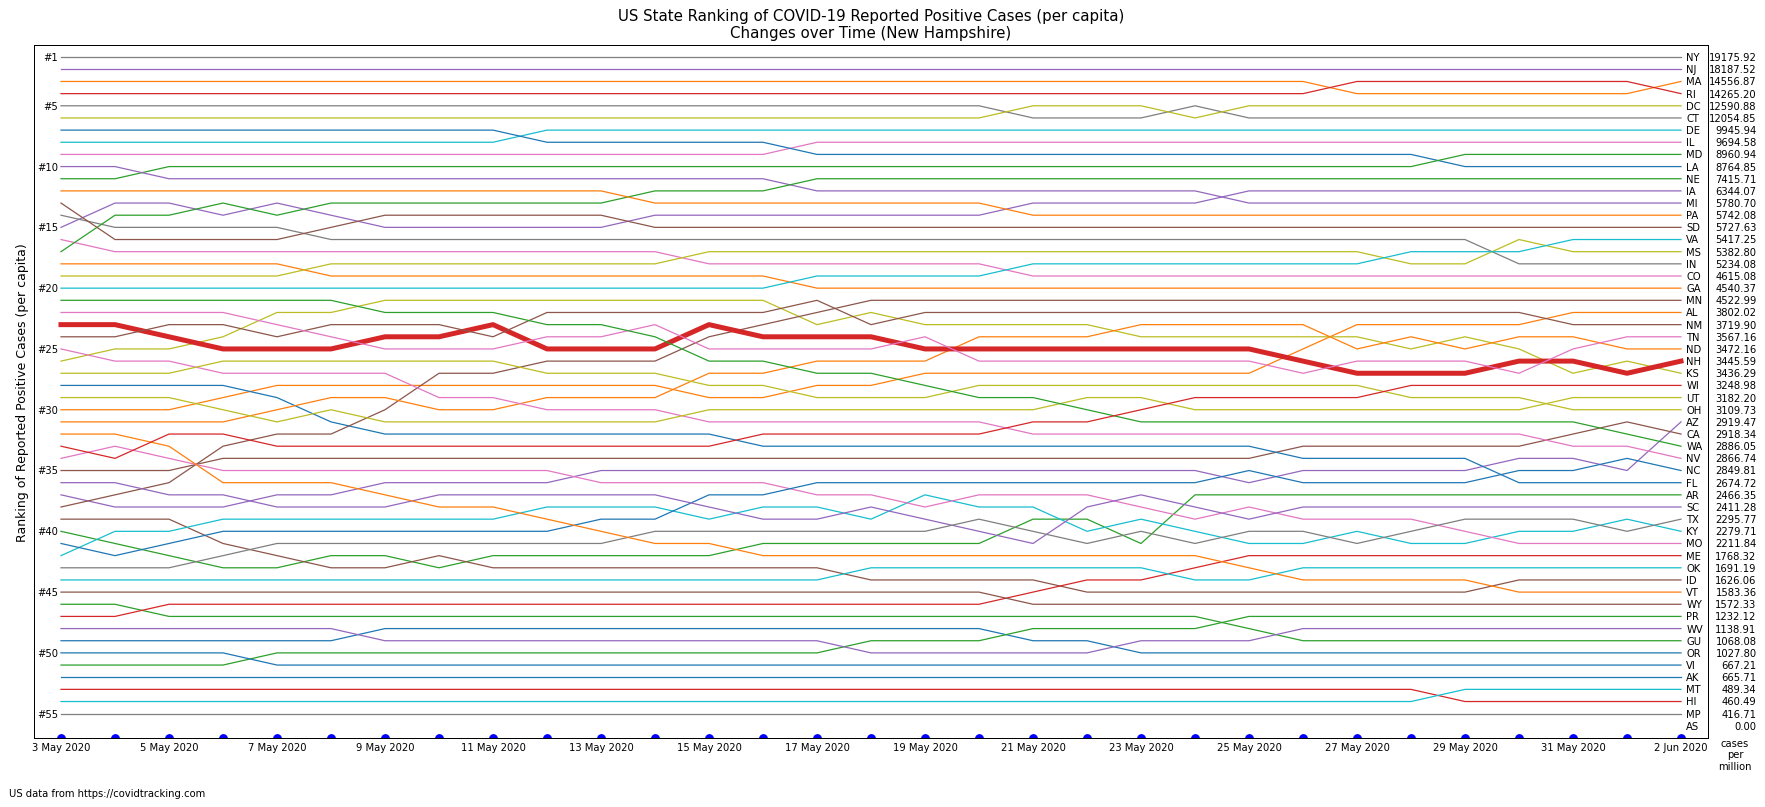 US State Ranking of COVID-19 Reported Positive Cases (per capita)
Changes over Time (New Hampshire)
Ranking of Reported Positive Cases (per capita)
#1
#5
#10
#15
#20
#25
#30
#35
#40
#45
#50
#55
NY 19175.92
NJ 18187.52
MA 14556.87
RI 14265.20
DC 12590.88
CT 12054.85
DE 9945.94
IL 9694.58
MD 8960.94
LA 8764.85
NE 7415.71
IA 6344.07
MI 5780.70
PA 5742.08
SD 5727.63
VA 5417.25
MS 5382.80
IN 5234.08
CO 4615.08
GA 4540.37
MN 4522.99
AL 3802.02
NM 3719.90
TN 3567.16
ND 3472.16
NH 3445.59
KS 3436.29
WI 3248.98
UT 3182.20
OH 3109.73
AZ 2919.47
CA 2918.34
WA 2886.05
NV 2866.74
NC 2849.81
FL 2674.72
AR 2466.35
SC 2411.28
TX 2295.77
KY 2279.71
MO 2211.84
ME 1768.32
OK 1691.19
ID 1626.06
VT 1583.36
WY 1572.33
PR 1232.12
WV 1138.91
GU 1068.08
OR 1027.80
VI 667.21
AK 665.71
MT 489.34
HI 460.49
MP 416.71
AS 0.00
3 May 2020 5 May 2020 7 May 2020 9 May 2020 11 May 2020 13 May 2020 15 May 2020 17 May 2020 19 May 2020 21 May 2020 23 May 2020 25 May 2020 27 May 2020 29 May 2020 31 May 2020 2 Jun 2020
cases
per
million
US data from https://covidtracking.com